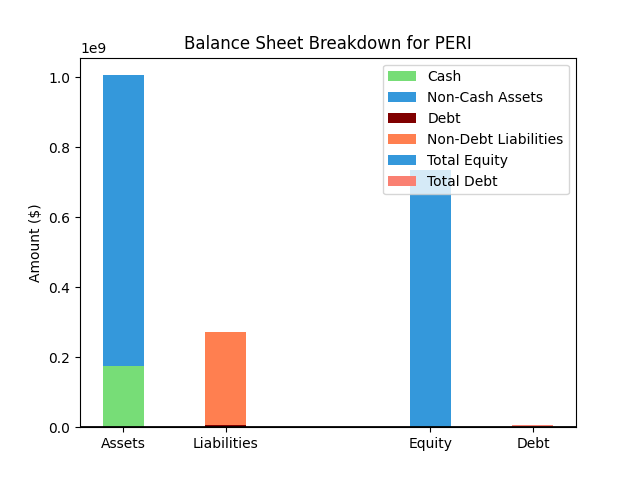 Balance Sheet Breakdown for PERI
1e9
1.0
0.8
0.6
0.4
0.2
0.0
Amount ($)
Cash
Non-Cash Assets
Debt
Non-Debt Liabilities
Total Equity
Total Debt
Assets
Liabilities
Equity
Debt